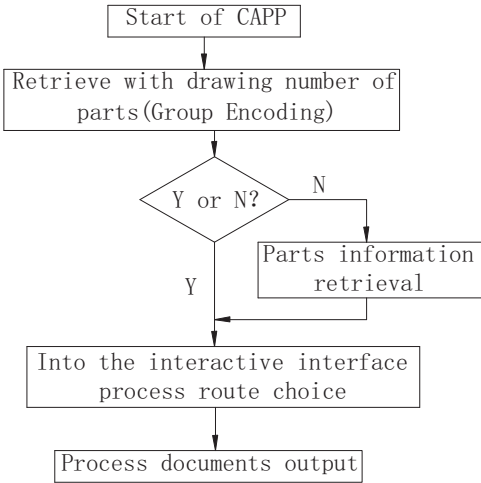 Start of CAPP
Retrieve with drawing number of
parts(Group Encoding)
Y or N?
N
Parts information
retrieval
Y
Into the interactive interface
process route choice
Process documents output